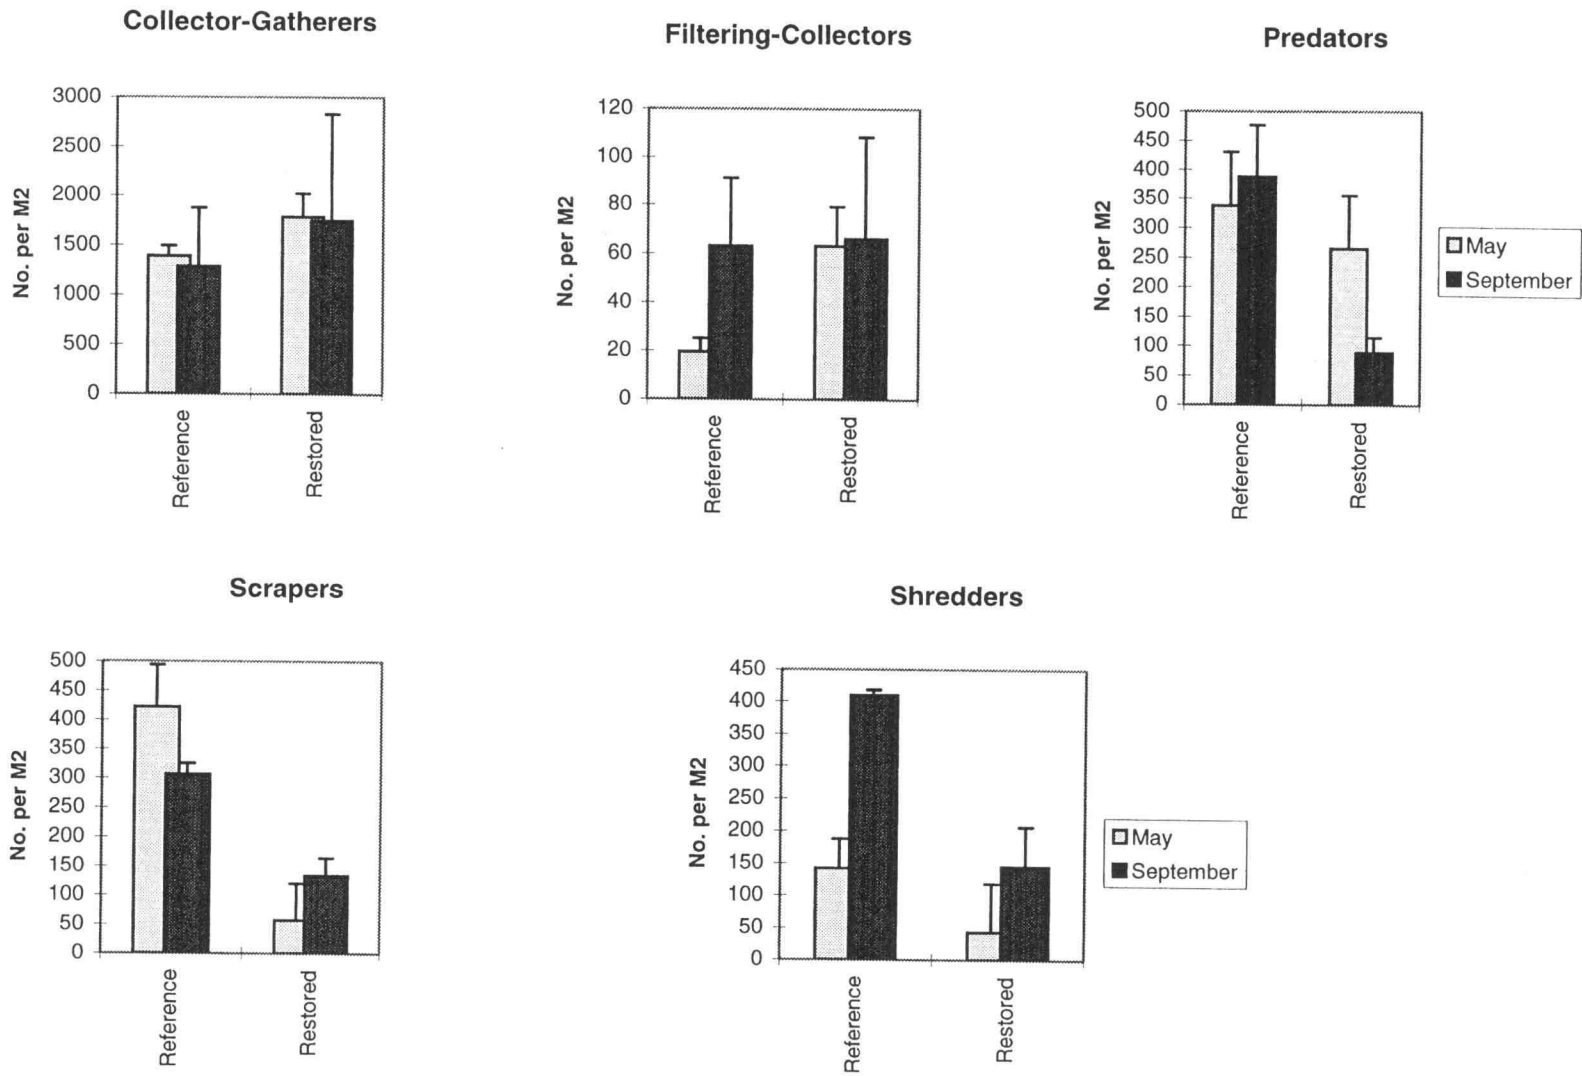 Collector-Gatherers
Filtering-Collectors
Predators
No. per M2
3000
2500
2000
1500
1000
500
0
Reference
Restored
No. per M2
120
100
80
60
40
20
0
Reference
Restored
No. per M2
500
450
400
350
300
250
200
150
100
50
0
Reference
Restored
May
September
Scrapers
Shredders
No. per M2
500
450
400
350
300
250
200
150
100
50
0
Reference
Restored
No. per M2
450
400
350
300
250
200
150
100
50
0
Reference
Restored
May
September